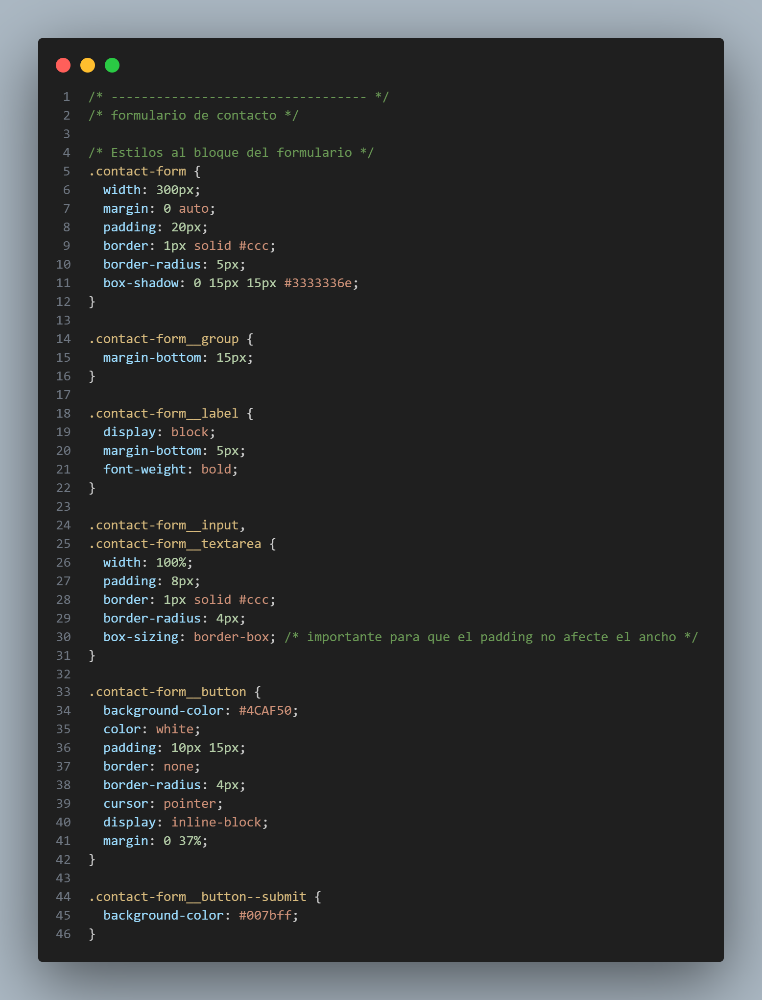 1 /* ---------------------------------- */
2 /* formulario de contacto */
3
4 /* Estilos al bloque del formulario */
5 .contact-form {
6   width: 300px;
7   margin: 0 auto;
8   padding: 20px;
9   border: 1px solid #ccc;
10   border-radius: 5px;
11   box-shadow: 0 15px 15px #3333336e;
12 }
13
14 .contact-form__group {
15   margin-bottom: 15px;
16 }
17
18 .contact-form__label {
19   display: block;
20   margin-bottom: 5px;
21   font-weight: bold;
22 }
23
24 .contact-form__input,
25 .contact-form__textarea {
26   width: 100%;
27   padding: 8px;
28   border: 1px solid #ccc;
29   border-radius: 4px;
30   box-sizing: border-box; /* importante para que el padding no afecte el ancho */
31 }
32
33 .contact-form__button {
34   background-color: #4CAF50;
35   color: white;
36   padding: 10px 15px;
37   border: none;
38   border-radius: 4px;
39   cursor: pointer;
40   display: inline-block;
41   margin: 0 37%;
42 }
43
44 .contact-form__button--submit {
45   background-color: #007bff;
46 }